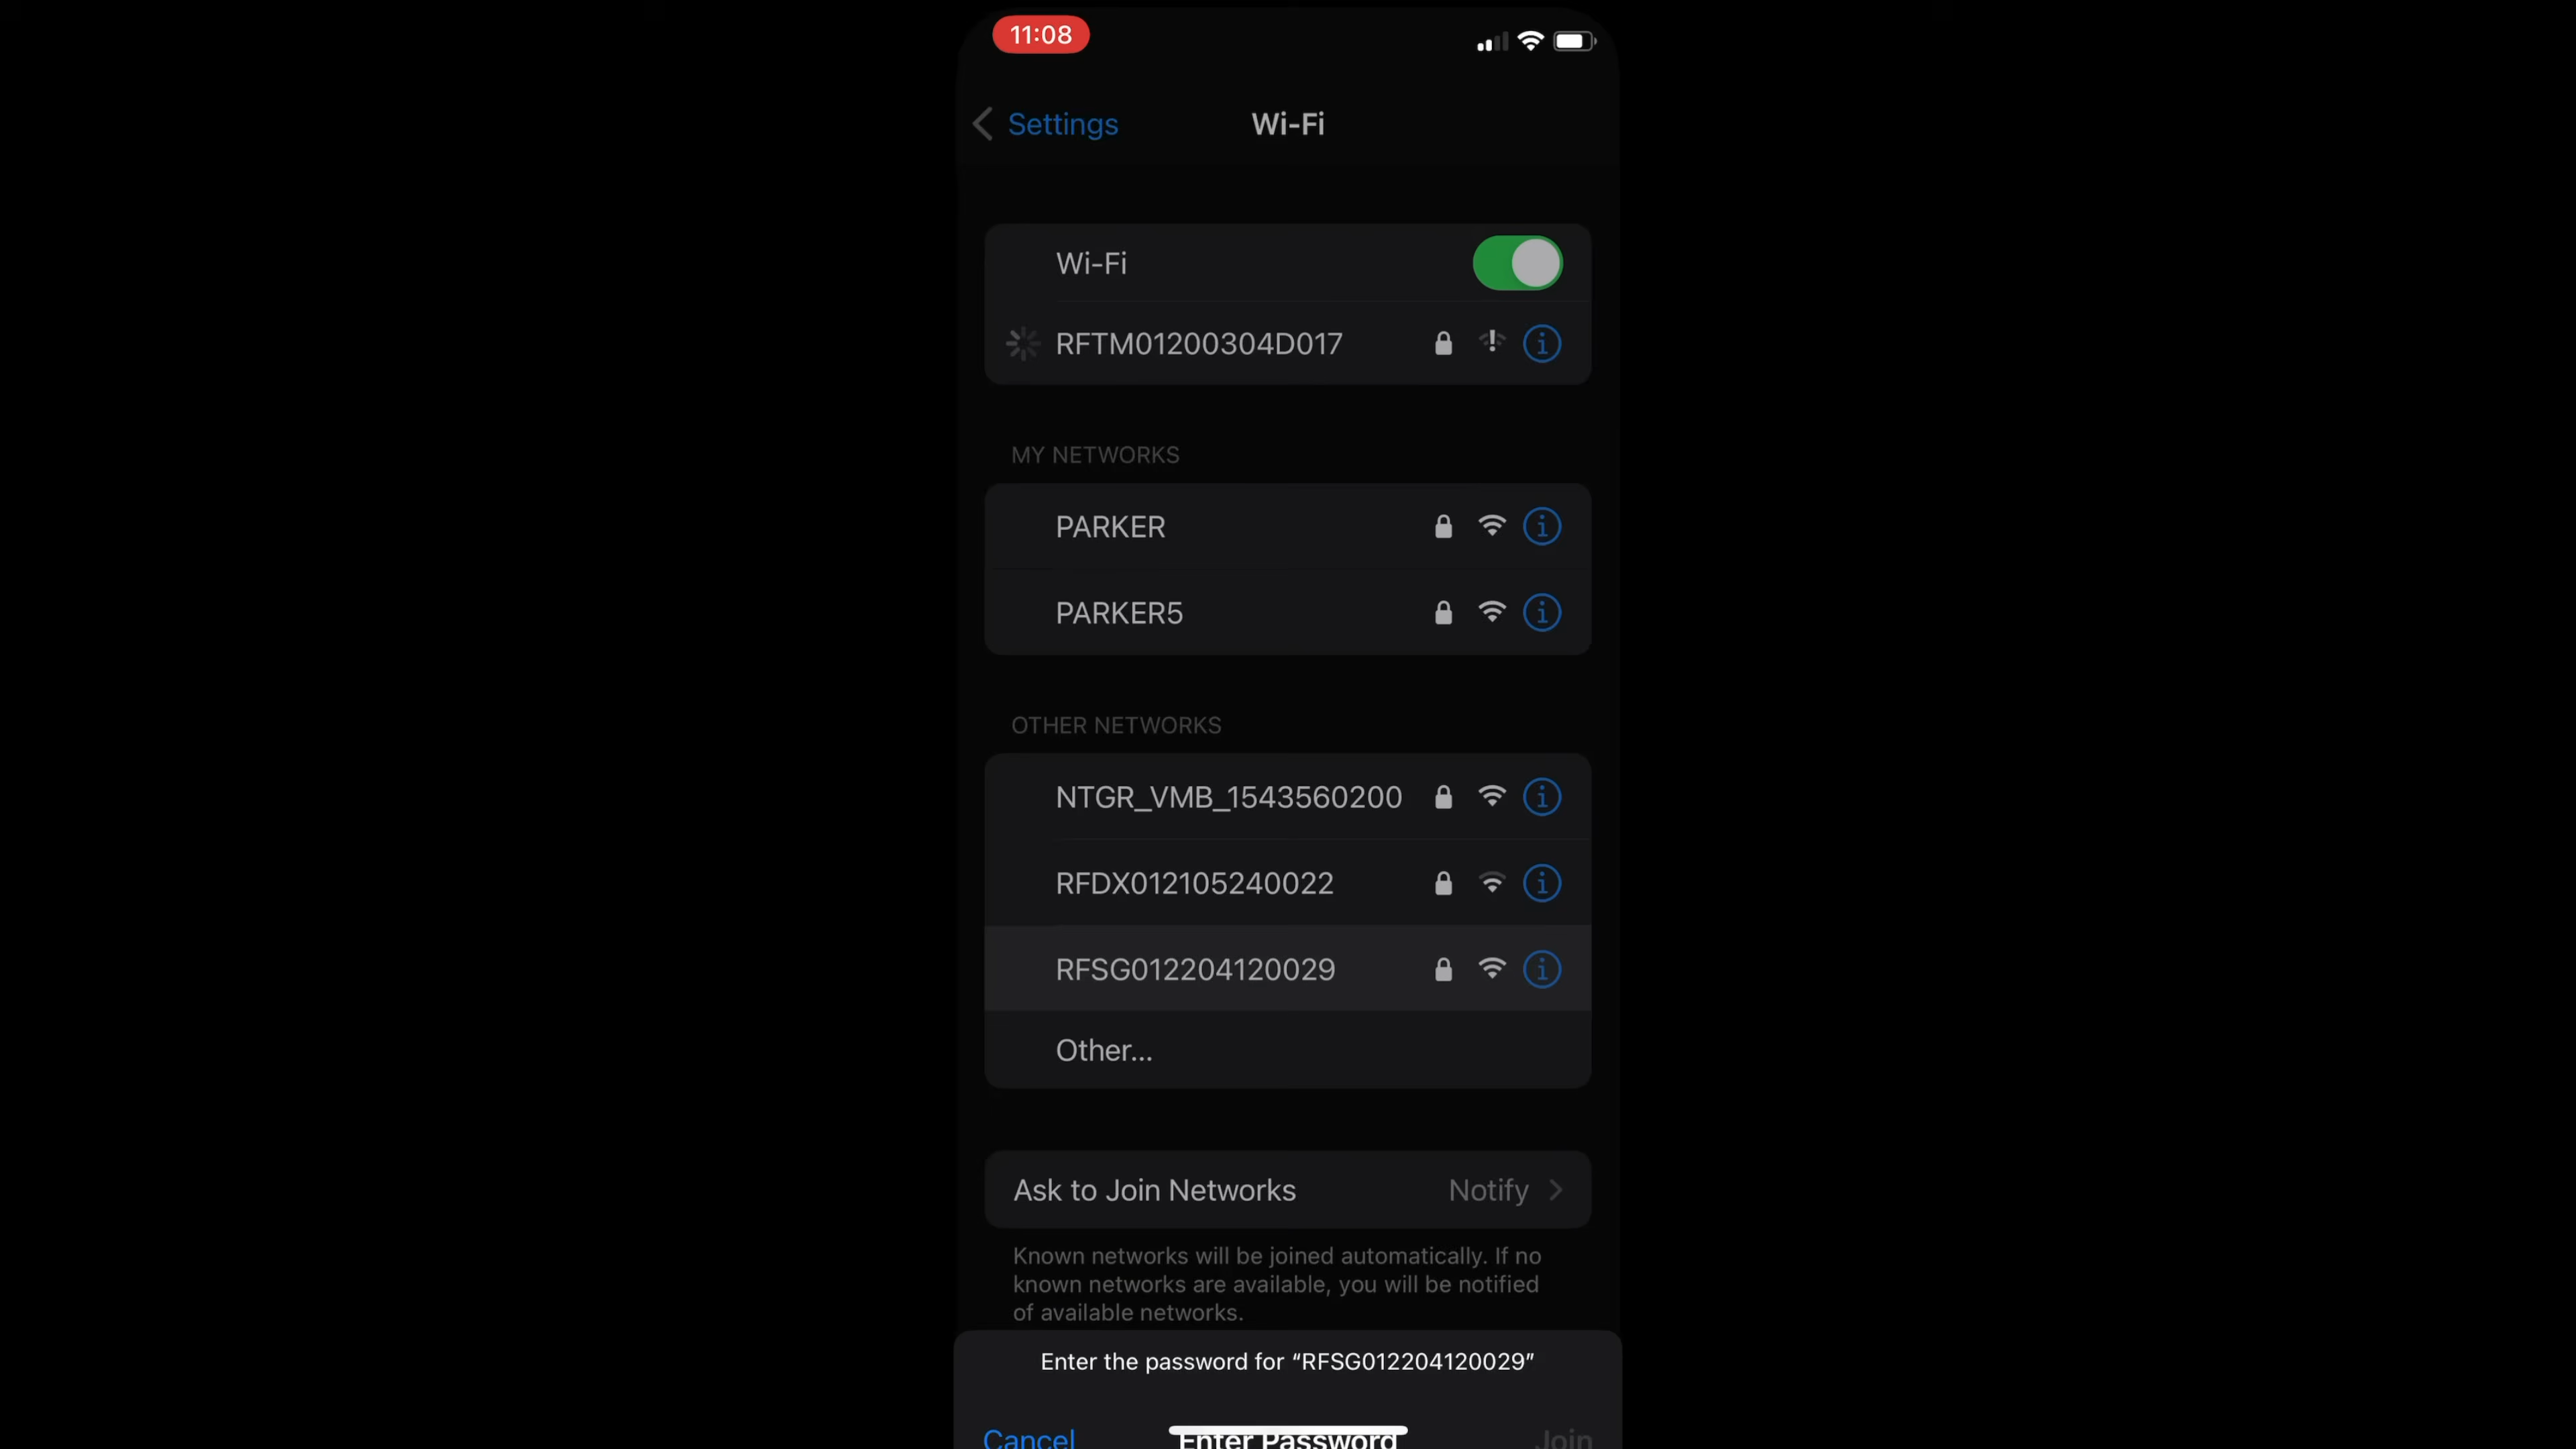 11:08
Settings
Wi-Fi
Wi-Fi
RFTM01200304D017
MY NETWORKS
PARKER
PARKER5
OTHER NETWORKS
NTGR_VMB_1543560200
RFDX012105240022
RFSG012204120029
Other...
Ask to Join Networks Notify
Known networks will be joined automatically. If no
known networks are available, you will be notified
of available networks.
Enter the password for “RFSG012204120029”
Cancel Enter Password Join